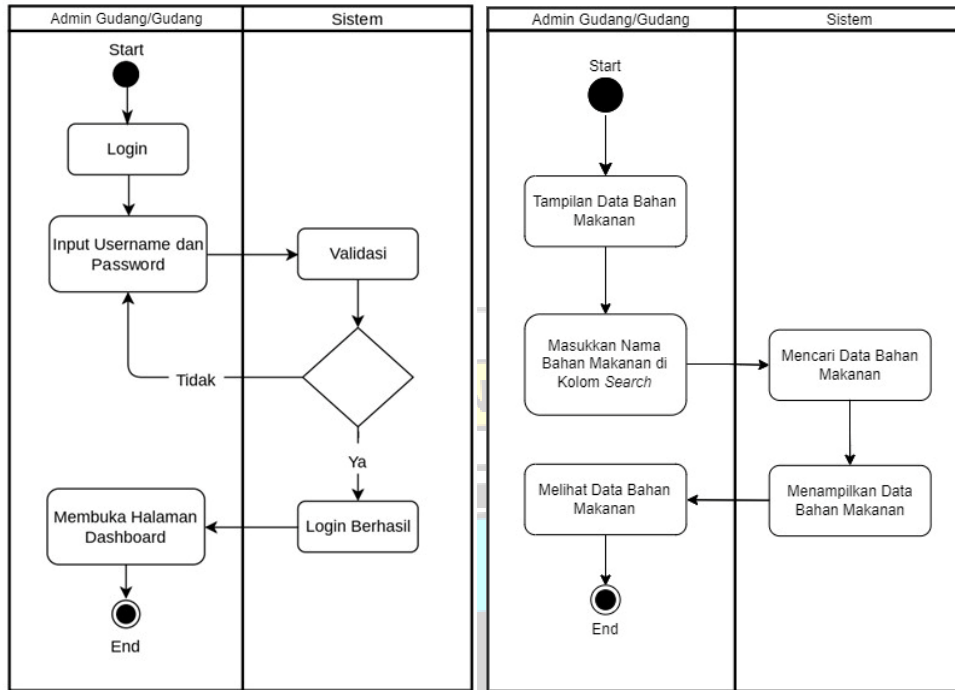 Admin Gudang/Gudang
Sistem
Start
Login
Input Username dan
Password
Validasi
Tidak
Ya
Membuka Halaman
Dashboard
Login Berhasil
End
Admin Gudang/Gudang
Sistem
Start
Tampilan Data Bahan
Makanan
Masukkan Nama
Bahan Makanan di
Kolom Search
Mencari Data Bahan
Makanan
Melihat Data Bahan
Makanan
Menampilkan Data
Bahan Makanan
End